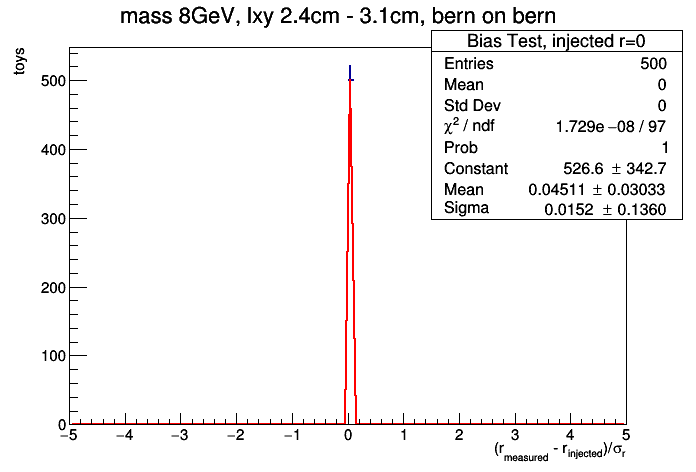 mass 8GeV, lxy 2.4cm - 3.1cm, bern on bern
toys
Bias Test, injected r=0
Entries 500
Mean 0
Std Dev 0
χ² / ndf 1.729e−08 / 97
Prob 1
Constant 526.6 ± 342.7
Mean 0.04511 ± 0.03033
Sigma 0.0152 ± 0.1360
500
400
300
200
100
0
−5 −4 −3 −2 −1 0 1 2 3 4 5
(r_measured - r_injected)/σ_r